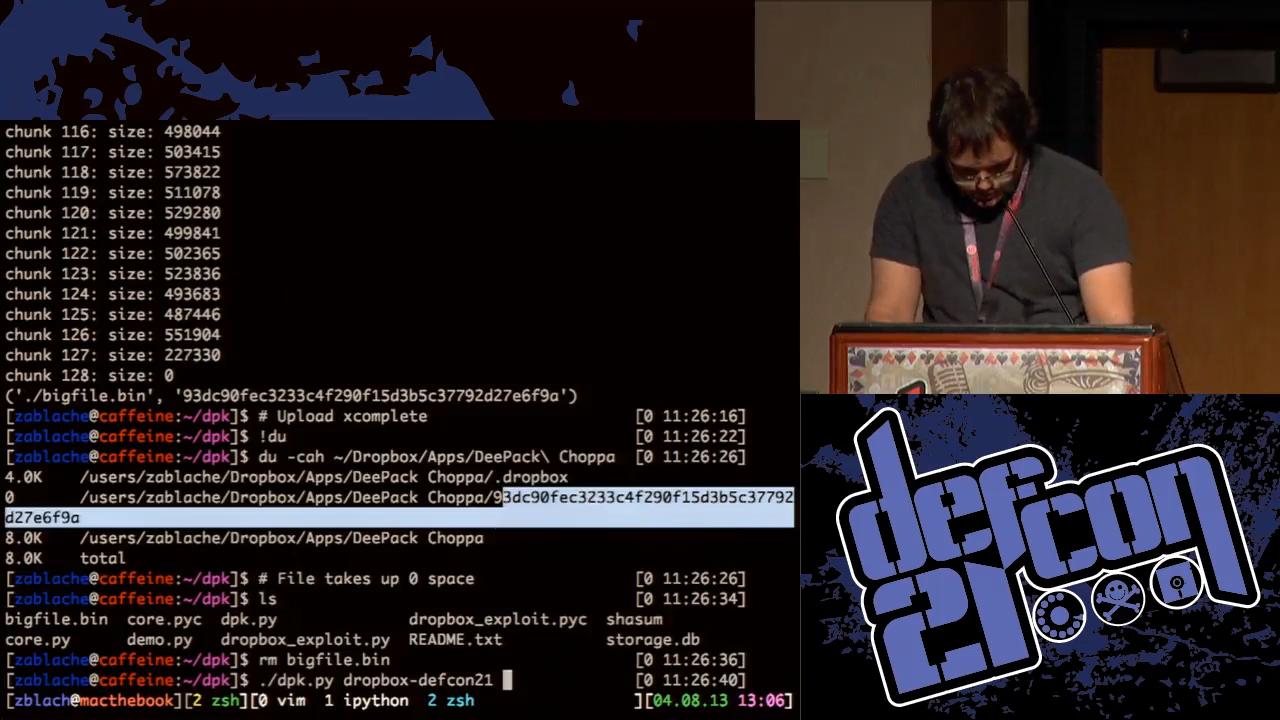 chunk 116: size: 498044
chunk 117: size: 503415
chunk 118: size: 573822
chunk 119: size: 511078
chunk 120: size: 529280
chunk 121: size: 499841
chunk 122: size: 502365
chunk 123: size: 523836
chunk 124: size: 493683
chunk 125: size: 487446
chunk 126: size: 551904
chunk 127: size: 227330
chunk 128: size: 0
('./bigfile.bin', '93dc90fec3233c4f290f15d3b5c37792d27e6f9a')
[zablache@caffeine:~/dpk]$ # Upload xcomplete [0 11:26:16]
[zablache@caffeine:~/dpk]$ !du [0 11:26:22]
[zablache@caffeine:~/dpk]$ du -cah ~/Dropbox/Apps/DeePack\ Choppa [0 11:26:26]
4.0K /users/zablache/Dropbox/Apps/DeePack Choppa/.dropbox
0 /users/zablache/Dropbox/Apps/DeePack Choppa/93dc90fec3233c4f290f15d3b5c37792
d27e6f9a
8.0K /users/zablache/Dropbox/Apps/DeePack Choppa
8.0K total
[zablache@caffeine:~/dpk]$ # File takes up 0 space [0 11:26:26]
[zablache@caffeine:~/dpk]$ ls [0 11:26:34]
bigfile.bin core.pyc dpk.py dropbox_exploit.pyc shasum
core.py demo.py dropbox_exploit.py README.txt storage.db
[zablache@caffeine:~/dpk]$ rm bigfile.bin [0 11:26:36]
[zablache@caffeine:~/dpk]$ ./dpk.py dropbox-defcon21 [0 11:26:40]
[zblach@macthebook][2 zsh][0 vim 1 ipython 2 zsh ][04.08.13 13:06]
defcon
21